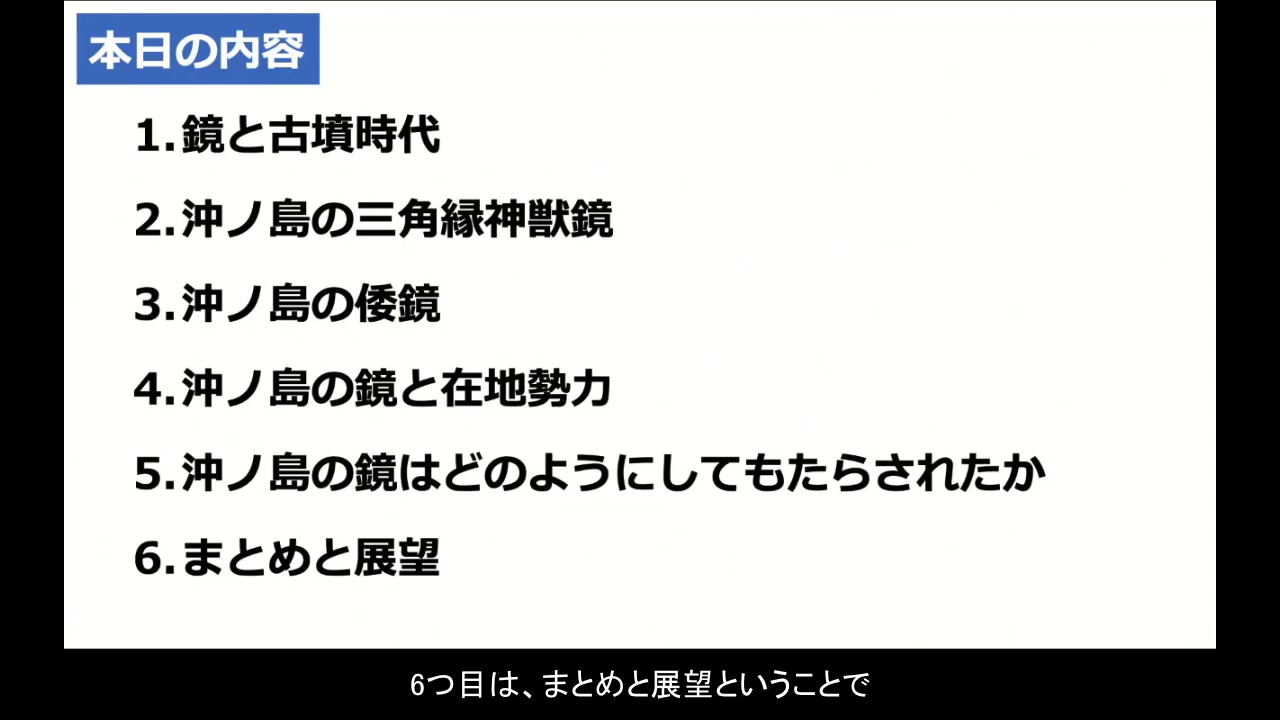 本日の内容
1.鏡と古墳時代
2.沖ノ島の三角縁神獣鏡
3.沖ノ島の倭鏡
4.沖ノ島の鏡と在地勢力
5.沖ノ島の鏡はどのようにしてもたらされたか
6.まとめと展望
6つ目は、まとめと展望ということで